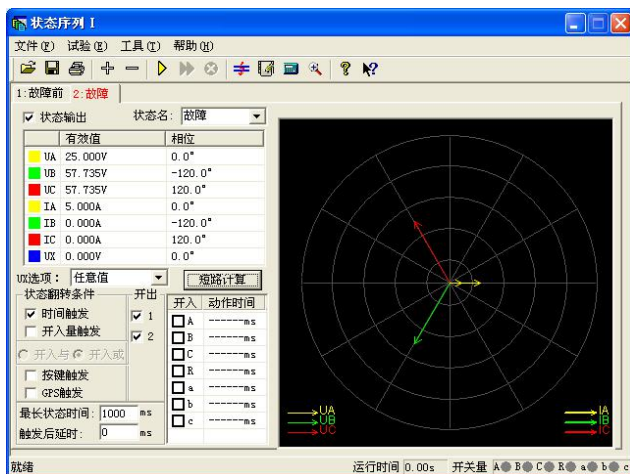 状态序列 I
文件(F) 试验(E) 工具(T) 帮助(H)
1:故障前 2:故障
状态输出 状态名: 故障
有效值 相位
UA 25.000V 0.0°
UB 57.735V -120.0°
UC 57.735V 120.0°
IA 5.000A 0.0°
IB 0.000A -120.0°
IC 0.000A 120.0°
UX 0.000V 0.0°
UX选项: 任意值 短路计算
状态翻转条件 开出 开入 动作时间
时间触发 1 A ------ms
开入量触发 2 B ------ms
开入与 开入或 C ------ms
R ------ms
按键触发 a ------ms
GPS触发 b ------ms
最长状态时间: 1000 ms c ------ms
触发后延时: 0 ms
UA IA
UB IB
UC IC
就绪 运行时间 0.00s 开关量 A B C R a b c